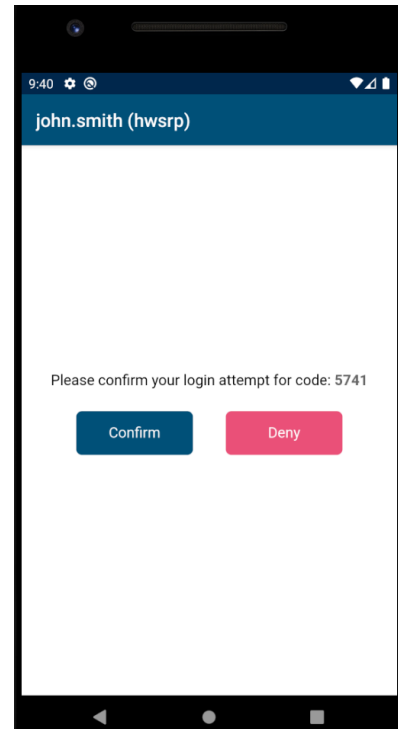 9:40
john.smith (hwsrp)
Please confirm your login attempt for code: 5741
Confirm
Deny